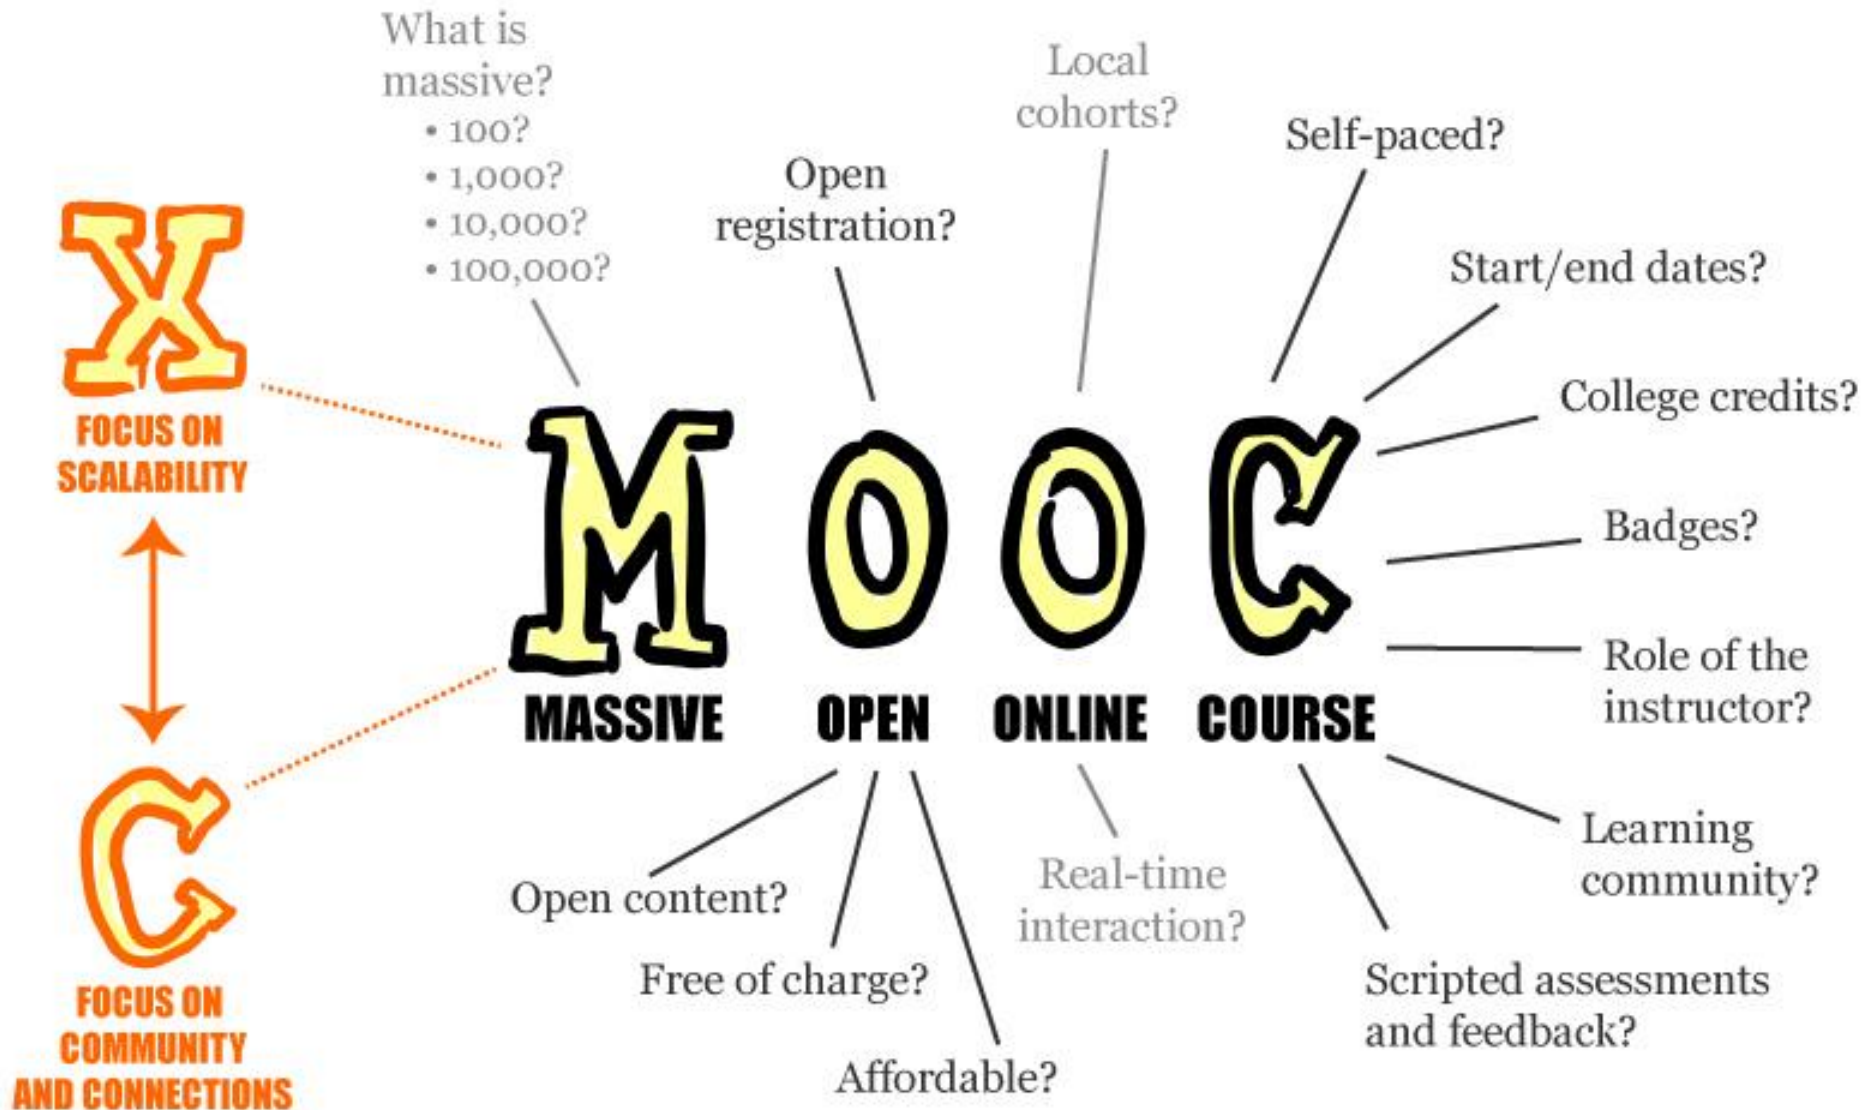 What is
massive?
• 100?
• 1,000?
• 10,000?
• 100,000?
Open
registration?
Local
cohorts?
Self-paced?
Start/end dates?
College credits?
Badges?
Role of the
instructor?
Learning
community?
Scripted assessments
and feedback?
X
FOCUS ON
SCALABILITY
C
FOCUS ON
COMMUNITY
AND CONNECTIONS
MOOC
MASSIVE OPEN ONLINE COURSE
Open content?
Free of charge?
Affordable?
Real-time
interaction?